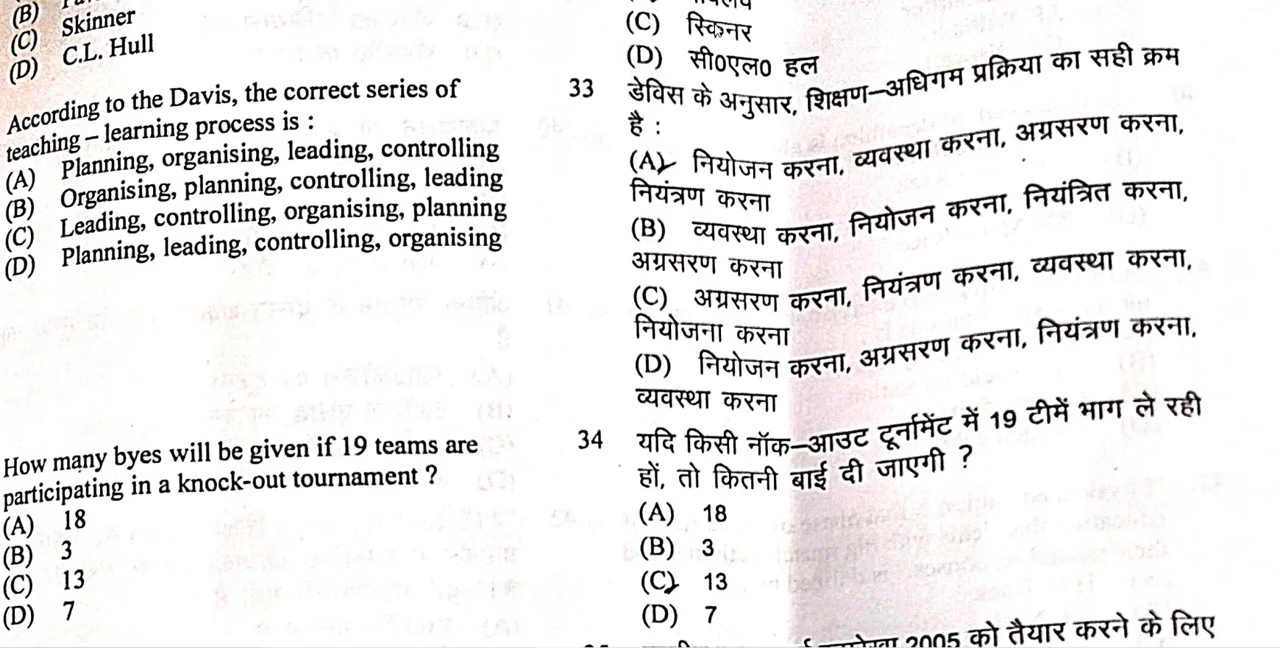 (B)
(C) Skinner
(D) C.L. Hull
According to the Davis, the correct series of
teaching – learning process is :
(A) Planning, organising, leading, controlling
(B) Organising, planning, controlling, leading
(C) Leading, controlling, organising, planning
(D) Planning, leading, controlling, organising
How many byes will be given if 19 teams are
participating in a knock-out tournament ?
(A) 18
(B) 3
(C) 13
(D) 7
(C) स्किनर
(D) सी०एल० हल
33 डेविस के अनुसार, शिक्षण–अधिगम प्रक्रिया का सही क्रम
है :
(A) नियोजन करना, व्यवस्था करना, अग्रसरण करना,
नियंत्रण करना
(B) व्यवस्था करना, नियोजन करना, नियंत्रित करना,
अग्रसरण करना
(C) अग्रसरण करना, नियंत्रण करना, व्यवस्था करना,
नियोजना करना
(D) नियोजन करना, अग्रसरण करना, नियंत्रण करना,
व्यवस्था करना
34 यदि किसी नॉक–आउट टूर्नामेंट में 19 टीमें भाग ले रही
हों, तो कितनी बाई दी जाएगी ?
(A) 18
(B) 3
(C) 13
(D) 7
2005 को तैयार करने के लिए